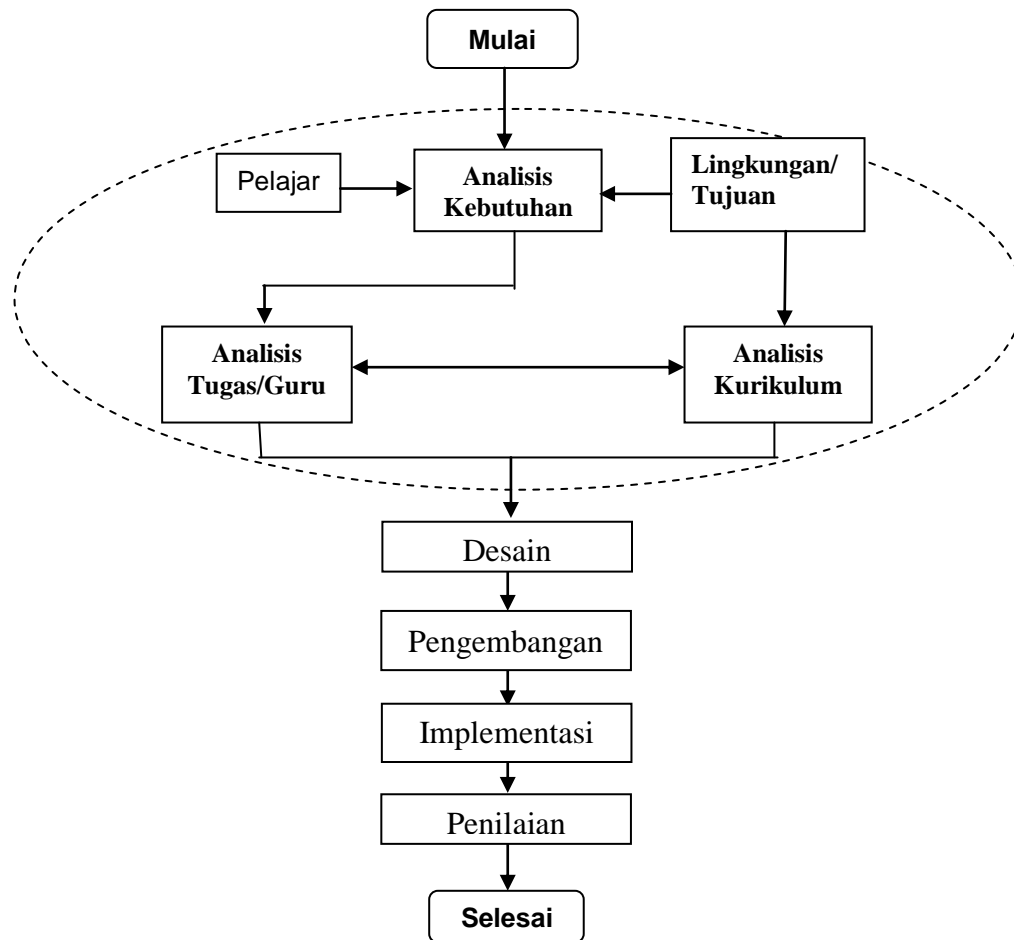 Mulai
Pelajar
Analisis
Kebutuhan
Lingkungan/
Tujuan
Analisis
Tugas/Guru
Analisis
Kurikulum
Desain
Pengembangan
Implementasi
Penilaian
Selesai